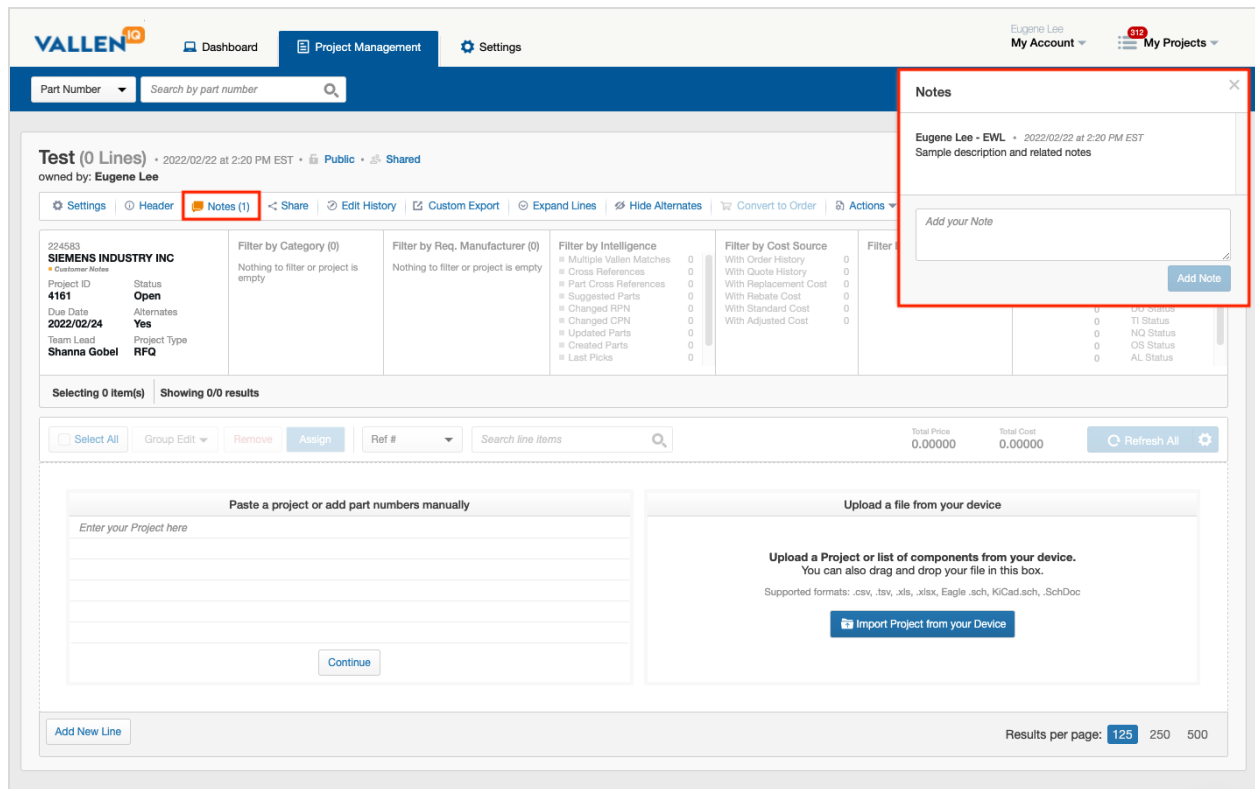 VALLEN IQ
Dashboard
Project Management
Settings
Eugene Lee
My Account
312
My Projects
Part Number
Search by part number
Notes
Eugene Lee - EWL • 2022/02/22 at 2:20 PM EST
Sample description and related notes
Add your Note
Add Note
Test (0 Lines) • 2022/02/22 at 2:20 PM EST • Public • Shared
owned by: Eugene Lee
Settings
Header
Notes (1)
Share
Edit History
Custom Export
Expand Lines
Hide Alternates
Convert to Order
Actions
224583
SIEMENS INDUSTRY INC
Customer Notes
Project ID Status
4161 Open
Due Date Alternates
2022/02/24 Yes
Team Lead Project Type
Shanna Gobel RFQ
Filter by Category (0)
Nothing to filter or project is
empty
Filter by Req. Manufacturer (0)
Nothing to filter or project is empty
Filter by Intelligence
Multiple Vallen Matches 0
Cross References 0
Part Cross References 0
Suggested Parts 0
Changed RPN 0
Changed CPN 0
Updated Parts 0
Created Parts 0
Last Picks 0
Filter by Cost Source
With Order History 0
With Quote History 0
With Replacement Cost 0
With Rebate Cost 0
With Standard Cost 0
With Adjusted Cost 0
Filter
0 Status
0 TI Status
0 NQ Status
0 OS Status
0 AL Status
Selecting 0 item(s)
Showing 0/0 results
Select All
Group Edit
Remove
Assign
Ref #
Search line items
Total Price
0.00000
Total Cost
0.00000
Refresh All
Paste a project or add part numbers manually
Enter your Project here
Continue
Upload a file from your device
Upload a Project or list of components from your device.
You can also drag and drop your file in this box.
Supported formats: .csv, .tsv, .xls, .xlsx, Eagle .sch, KiCad.sch, .SchDoc
Import Project from your Device
Add New Line
Results per page: 125 250 500